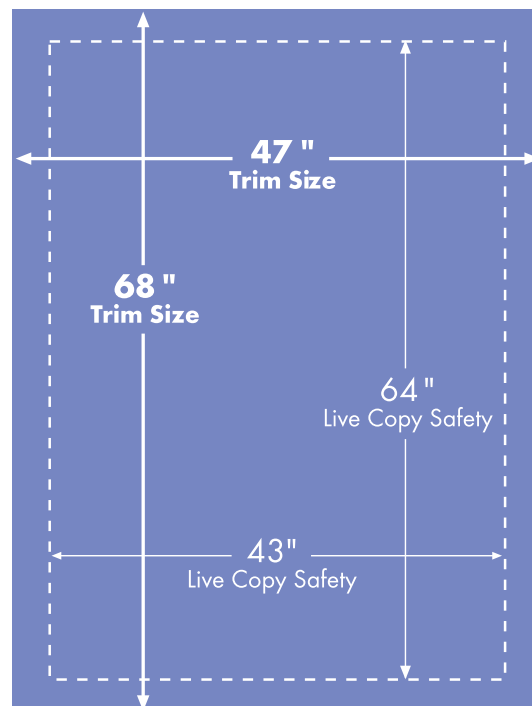 47 "
Trim Size
68 "
Trim Size
64 "
Live Copy Safety
43"
Live Copy Safety